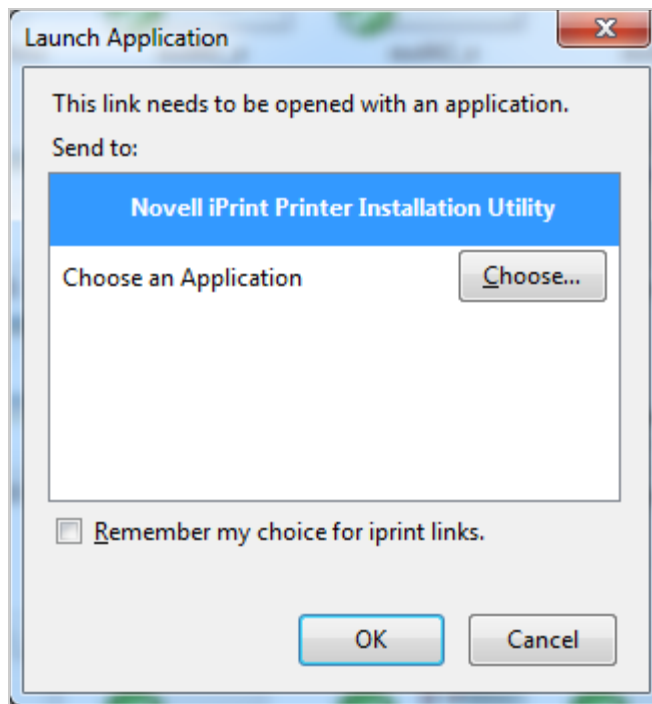 Launch Application
This link needs to be opened with an application.
Send to:
Novell iPrint Printer Installation Utility
Choose an Application
Choose...
Remember my choice for iprint links.
OK
Cancel